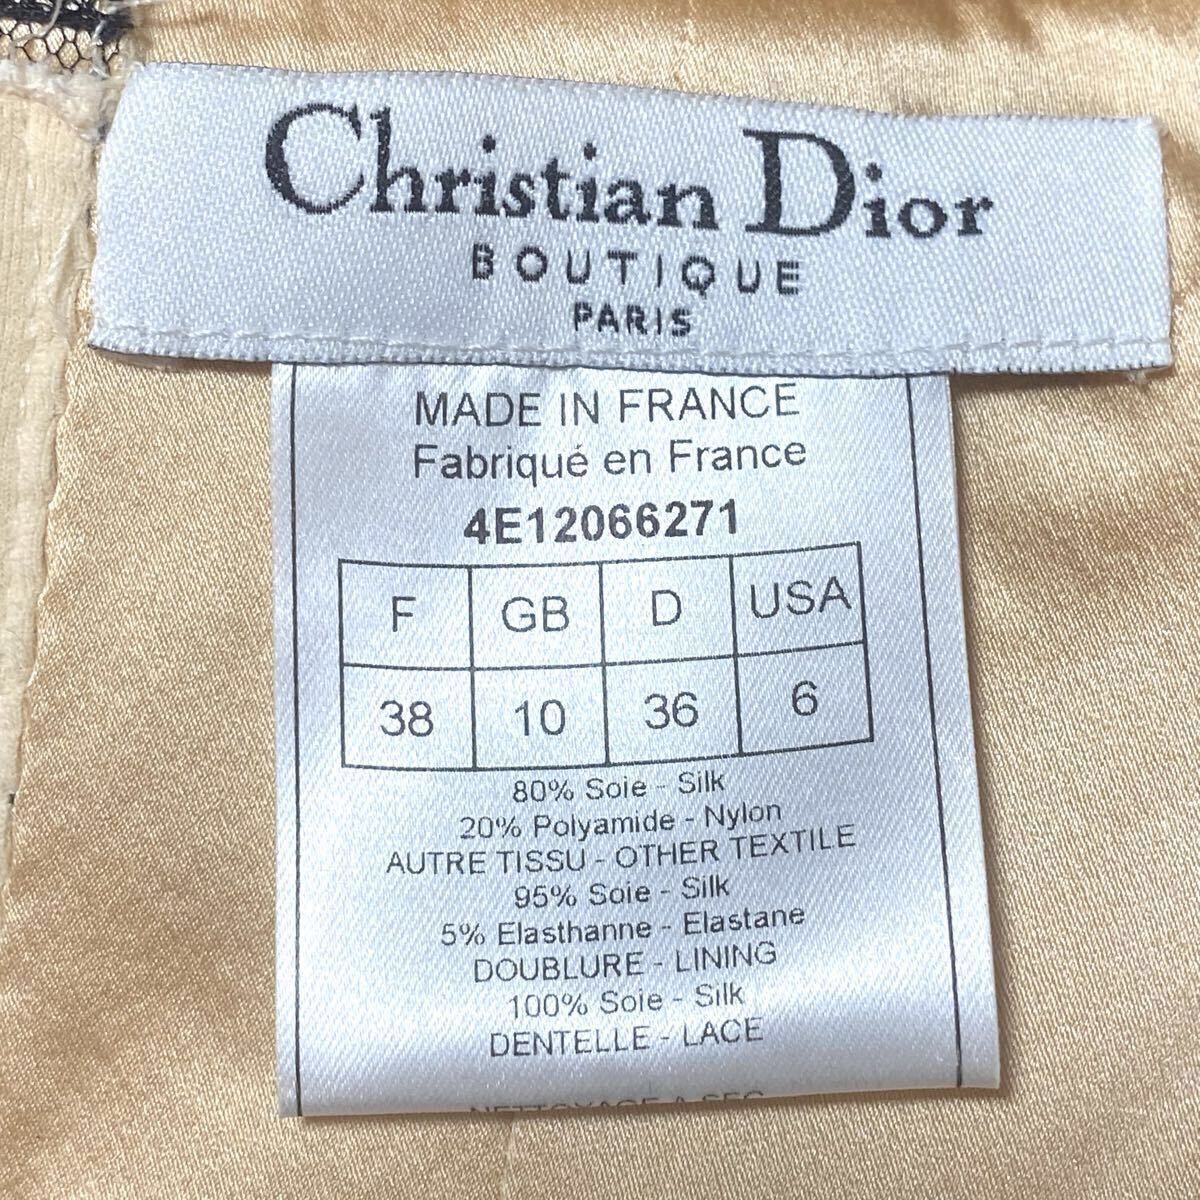 Christian Dior
BOUTIQUE
PARIS
MADE IN FRANCE
Fabriqué en France
4E12066271
F GB D USA
38 10 36 6
80% Soie - Silk
20% Polyamide - Nylon
AUTRE TISSU - OTHER TEXTILE
95% Soie - Silk
5% Elasthanne - Elastane
DOUBLURE - LINING
100% Soie - Silk
DENTELLE - LACE
NETTOYAGE A SEC